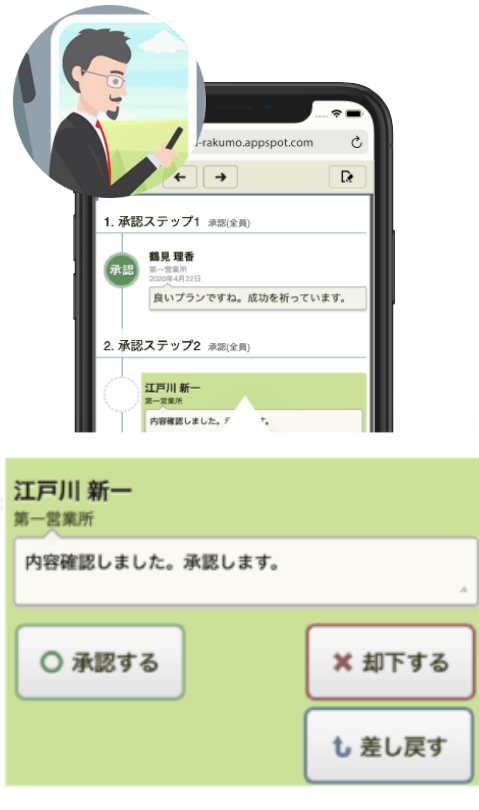 -rakumo.appspot.com
1. 承認ステップ1 承認(全員)
承認
鶴見 理香
第一営業所
2020年4月22日
良いプランですね。成功を祈っています。
2. 承認ステップ2 承認(全員)
江戸川 新一
第一営業所
内容確認しました。
江戸川 新一
第一営業所
内容確認しました。承認します。
承認する
却下する
差し戻す